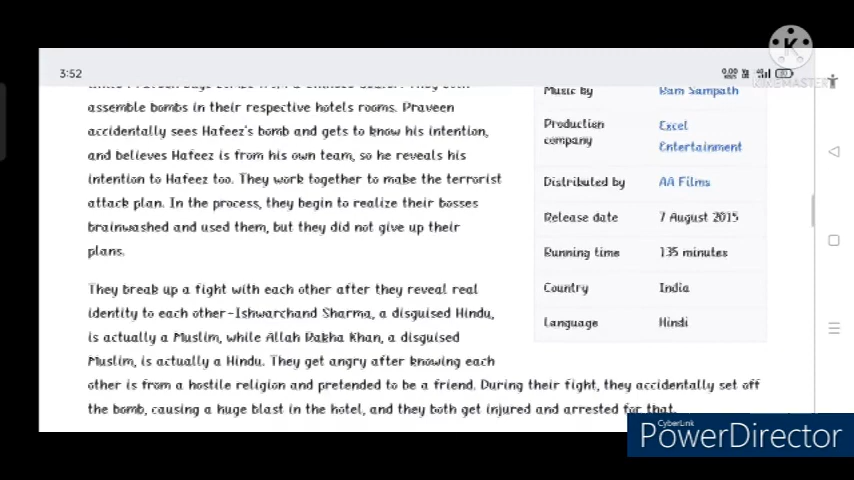 3:52
KINEMASTER
assemble bombs in their respective hotels rooms. Praveen
accidentally sees Hafeez's bomb and gets to know his intention,
and believes Hafeez is from his own team, so he reveals his
intention to Hafeez too. They work together to make the terrorist
attack plan. In the process, they begin to realize their bosses
brainwashed and used them, but they did not give up their
plans.
They break up a fight with each other after they reveal real
identity to each other-Ishwarchand Sharma, a disguised Hindu,
is actually a Muslim, while Allah Rakha Khan, a disguised
Muslim, is actually a Hindu. They get angry after knowing each
other is from a hostile religion and pretended to be a friend. During their fight, they accidentally set off
the bomb, causing a huge blast in the hotel, and they both get injured and arrested for that.
Music by Ram Sampath
Production company Excel
Entertainment
Distributed by AA Films
Release date 7 August 2015
Running time 135 minutes
Country India
Language Hindi
CyberLink
PowerDirector